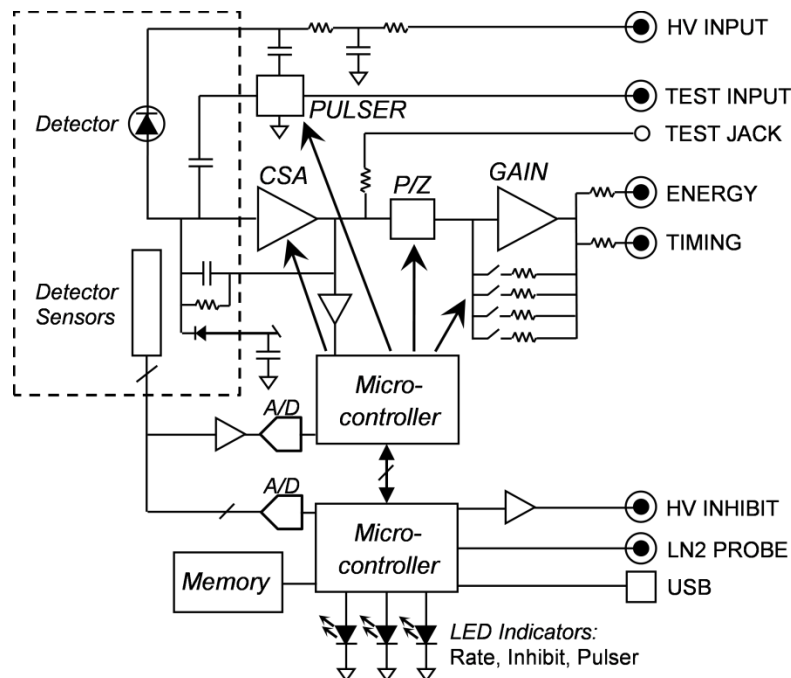 HV INPUT
TEST INPUT
PULSER
Detector
TEST JACK
CSA
P/Z
GAIN
ENERGY
TIMING
Detector
Sensors
Micro-
controller
A/D
A/D
Micro-
controller
HV INHIBIT
LN2 PROBE
USB
Memory
LED Indicators:
Rate, Inhibit, Pulser